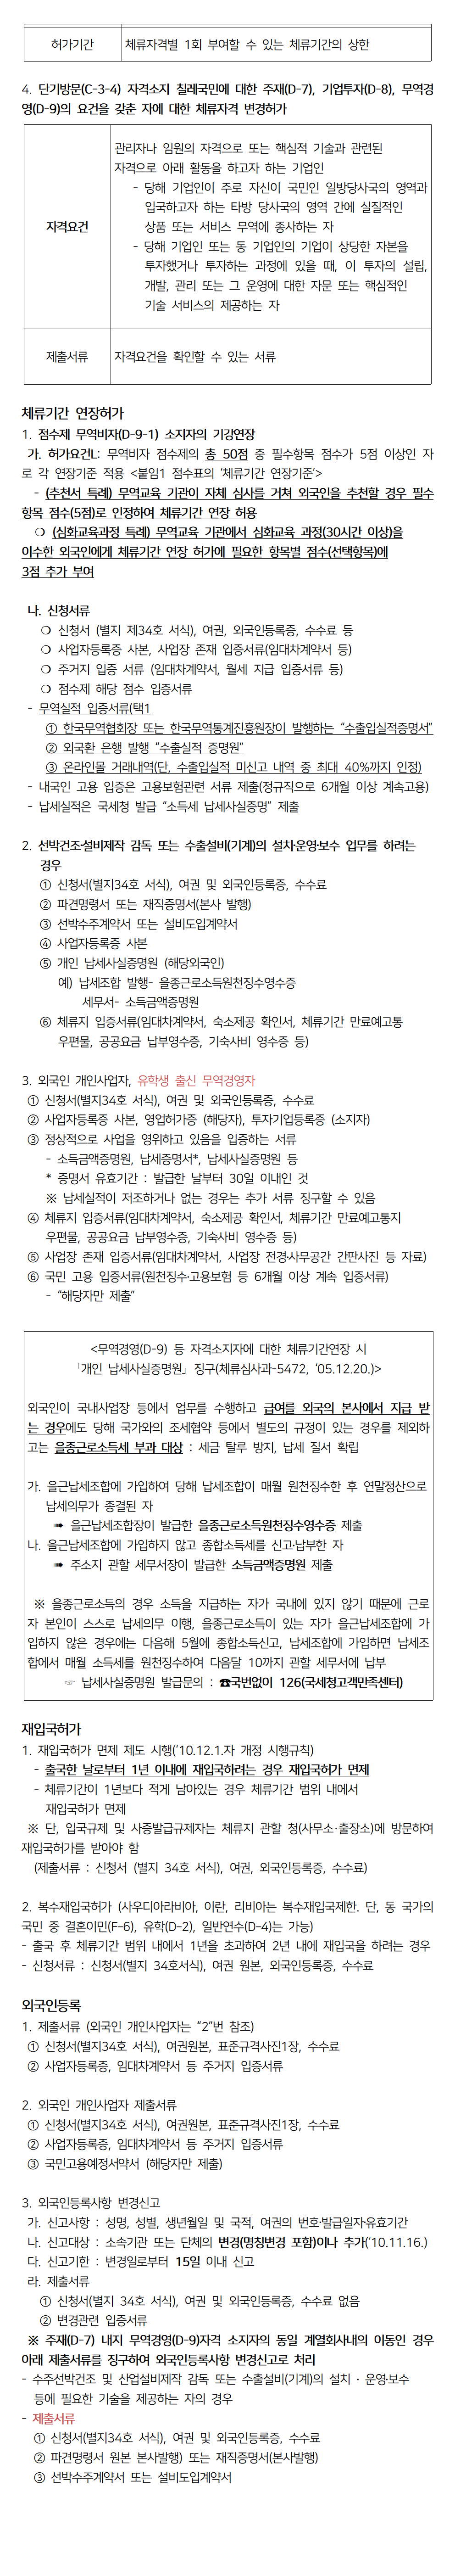 허가기간 체류자격별 1회 부여할 수 있는 체류기간의 상한
4. 단기방문(C-3-4) 자격소지 칠레국민에 대한 주재(D-7), 기업투자(D-8), 무역경
영(D-9)의 요건을 갖춘 자에 대한 체류자격 변경허가
관리자나 임원의 자격으로 또는 핵심적 기술과 관련된
자격으로 아래 활동을 하고자 하는 기업인
- 당해 기업인이 주로 자신이 국민인 일방당사국의 영역과
입국하고자 하는 타방 당사국의 영역 간에 실질적인
자격요건
상품 또는 서비스 무역에 종사하는 자
- 당해 기업인 또는 동 기업인의 기업이 상당한 자본을
투자했거나 투자하는 과정에 있을 때, 이 투자의 설립,
개발, 관리 또는 그 운영에 대한 자문 또는 핵심적인
기술 서비스의 제공하는 자
제출서류 자격요건을 확인할 수 있는 서류
체류기간 연장허가
1. 점수제 무역비자(D-9-1) 소지자의 기강연장
가. 허가요건L: 무역비자 점수제의 총 50점 중 필수항목 점수가 5점 이상인 자
로 각 연장기준 적용 <붙임1 점수표의 '체류기간 연장기준'>
- (추천서 특례) 무역교육 기관이 자체 심사를 거쳐 외국인을 추천할 경우 필수
항목 점수(5점)로 인정하여 체류기간 연장 허용
❍ (심화교육과정 특례) 무역교육 기관에서 심화교육 과정(30시간 이상)을
이수한 외국인에게 체류기간 연장 허가에 필요한 항목별 점수(선택항목)에
3점 추가 부여
나. 신청서류
❍ 신청서 (별지 제34호 서식), 여권, 외국인등록증, 수수료 등
❍ 사업자등록증 사본, 사업장 존재 입증서류(임대차계약서 등)
❍ 주거지 입증 서류 (임대차계약서, 월세 지급 입증서류 등)
❍ 점수제 해당 점수 입증서류
- 무역실적 입증서류(택1
① 한국무역협회장 또는 한국무역통계진흥원장이 발행하는 "수출입실적증명서"
② 외국환 은행 발행 "수출실적 증명원"
③ 온라인몰 거래내역(단, 수출입실적 미신고 내역 중 최대 40%까지 인정)
- 내국인 고용 입증은 고용보험관련 서류 제출(정규직으로 6개월 이상 계속고용)
- 납세실적은 국세청 발급 "소득세 납세사실증명" 제출
2. 선박건조·설비제작 감독 또는 수출설비(기계)의 설치·운영·보수 업무를 하려는
경우
① 신청서(별지34호 서식), 여권 및 외국인등록증, 수수료
② 파견명령서 또는 재직증명서(본사 발행)
③ 선박수주계약서 또는 설비도입계약서
④ 사업자등록증 사본
⑤ 개인 납세사실증명원 (해당외국인)
예) 납세조합 발행- 을종근로소득원천징수영수증
세무서- 소득금액증명원
⑥ 체류지 입증서류(임대차계약서, 숙소제공 확인서, 체류기간 만료예고통
우편물, 공공요금 납부영수증, 기숙사비 영수증 등)
3. 외국인 개인사업자, 유학생 출신 무역경영자
① 신청서(별지34호 서식), 여권 및 외국인등록증, 수수료
② 사업자등록증 사본, 영업허가증 (해당자), 투자기업등록증 (소지자)
③ 정상적으로 사업을 영위하고 있음을 입증하는 서류
- 소득금액증명원, 납세증명서*, 납세사실증명원 등
* 증명서 유효기간 : 발급한 날부터 30일 이내인 것
※ 납세실적이 저조하거나 없는 경우는 추가 서류 징구할 수 있음
④ 체류지 입증서류(임대차계약서, 숙소제공 확인서, 체류기간 만료예고통지
우편물, 공공요금 납부영수증, 기숙사비 영수증 등)
⑤ 사업장 존재 입증서류(임대차계약서, 사업장 전경·사무공간 간판사진 등 자료)
⑥ 국민 고용 입증서류(원천징수·고용보험 등 6개월 이상 계속 입증서류)
- "해당자만 제출"
<무역경영(D-9) 등 자격소지자에 대한 체류기간연장 시
「개인 납세사실증명원」 징구(체류심사과-5472, '05.12.20.)>
외국인이 국내사업장 등에서 업무를 수행하고 급여를 외국의 본사에서 지급 받
는 경우에도 당해 국가와의 조세협약 등에서 별도의 규정이 있는 경우를 제외하
고는 을종근로소득세 부과 대상 : 세금 탈루 방지, 납세 질서 확립
가. 을근납세조합에 가입하여 당해 납세조합이 매월 원천징수한 후 연말정산으로
납세의무가 종결된 자
➠ 을근납세조합장이 발급한 을종근로소득원천징수영수증 제출
나. 을근납세조합에 가입하지 않고 종합소득세를 신고·납부한 자
➠ 주소지 관할 세무서장이 발급한 소득금액증명원 제출
※ 을종근로소득의 경우 소득을 지급하는 자가 국내에 있지 않기 때문에 근로
자 본인이 스스로 납세의무 이행, 을종근로소득이 있는 자가 을근납세조합에 가
입하지 않은 경우에는 다음해 5월에 종합소득신고, 납세조합에 가입하면 납세조
합에서 매월 소득세를 원천징수하여 다음달 10까지 관할 세무서에 납부
☞ 납세사실증명원 발급문의 : ☎국번없이 126(국세청고객만족센터)
재입국허가
1. 재입국허가 면제 제도 시행('10.12.1.자 개정 시행규칙)
- 출국한 날로부터 1년 이내에 재입국하려는 경우 재입국허가 면제
- 체류기간이 1년보다 적게 남아있는 경우 체류기간 범위 내에서
재입국허가 면제
※ 단, 입국규제 및 사증발급규제자는 체류지 관할 청(사무소·출장소)에 방문하여
재입국허가를 받아야 함
(제출서류 : 신청서 (별지 34호 서식), 여권, 외국인등록증, 수수료)
2. 복수재입국허가 (사우디아라비아, 이란, 리비아는 복수재입국제한. 단, 동 국가의
국민 중 결혼이민(F-6), 유학(D-2), 일반연수(D-4)는 가능)
- 출국 후 체류기간 범위 내에서 1년을 초과하여 2년 내에 재입국을 하려는 경우
- 신청서류 : 신청서(별지 34호서식), 여권 원본, 외국인등록증, 수수료
외국인등록
1. 제출서류 (외국인 개인사업자는 "2"번 참조)
① 신청서(별지34호 서식), 여권원본, 표준규격사진1장, 수수료
② 사업자등록증, 임대차계약서 등 주거지 입증서류
2. 외국인 개인사업자 제출서류
① 신청서(별지34호 서식), 여권원본, 표준규격사진1장, 수수료
② 사업자등록증, 임대차계약서 등 주거지 입증서류
③ 국민고용예정서약서 (해당자만 제출)
3. 외국인등록사항 변경신고
가. 신고사항 : 성명, 성별, 생년월일 및 국적, 여권의 번호·발급일자·유효기간
나. 신고대상 : 소속기관 또는 단체의 변경(명칭변경 포함)이나 추가('10.11.16.)
다. 신고기한 : 변경일로부터 15일 이내 신고
라. 제출서류
① 신청서(별지 34호 서식), 여권 및 외국인등록증, 수수료 없음
② 변경관련 입증서류
※ 주재(D-7) 내지 무역경영(D-9)자격 소지자의 동일 계열회사내의 이동인 경우
아래 제출서류를 징구하여 외국인등록사항 변경신고로 처리
- 수주선박건조 및 산업설비제작 감독 또는 수출설비(기계)의 설치 · 운영·보수
등에 필요한 기술을 제공하는 자의 경우
- 제출서류
① 신청서(별지34호 서식), 여권 및 외국인등록증, 수수료
② 파견명령서 원본 본사발행) 또는 재직증명서(본사발행)
③ 선박수주계약서 또는 설비도입계약서